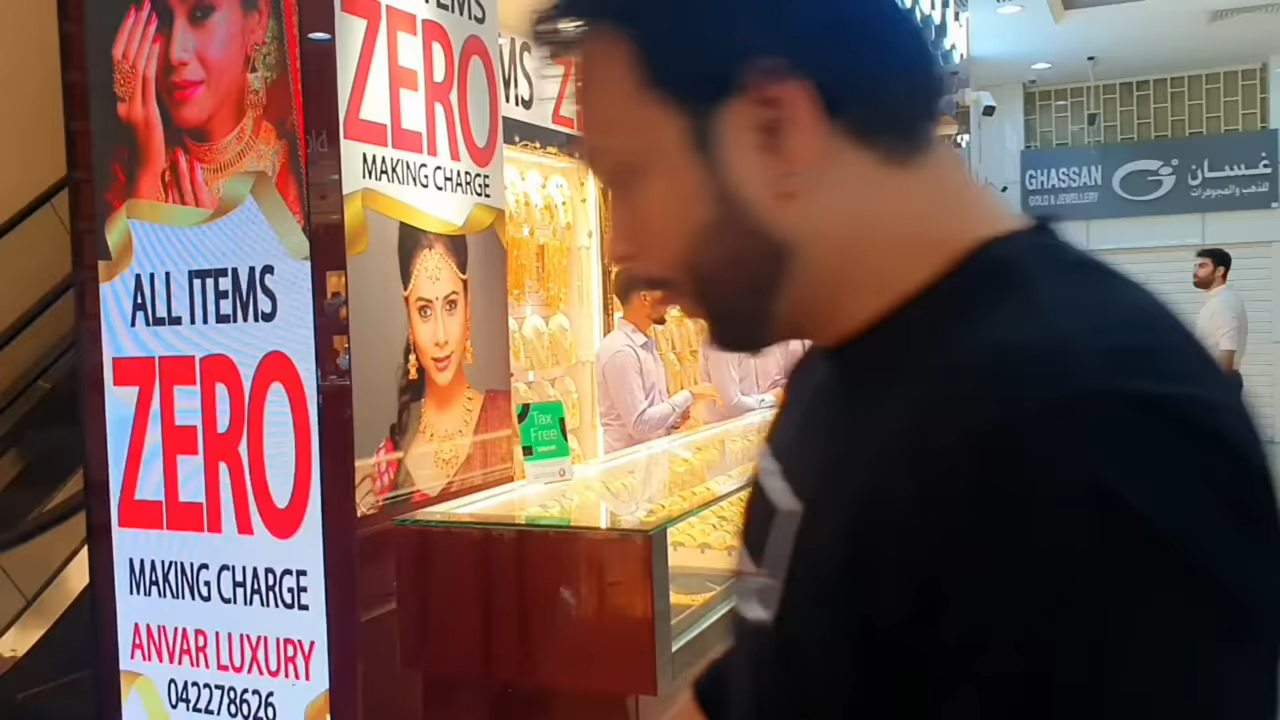 ALL ITEMS
ZERO
MAKING CHARGE
ANVAR LUXURY
042278626
ZERO
MAKING CHARGE
Tax
Free
GHASSAN
GOLD & JEWELLERY
غسان
للذهب والمجوهرات